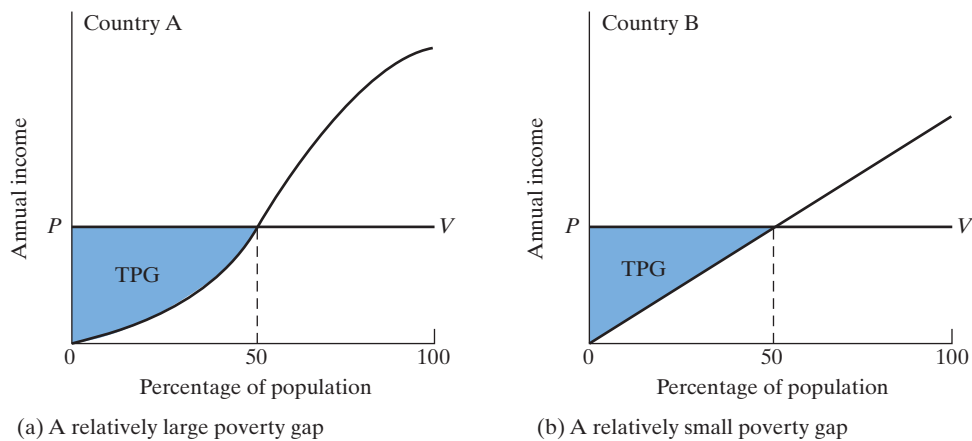 Country A
Annual income
P
V
TPG
0
50
100
Percentage of population
(a) A relatively large poverty gap
Country B
Annual income
P
V
TPG
0
50
100
Percentage of population
(b) A relatively small poverty gap